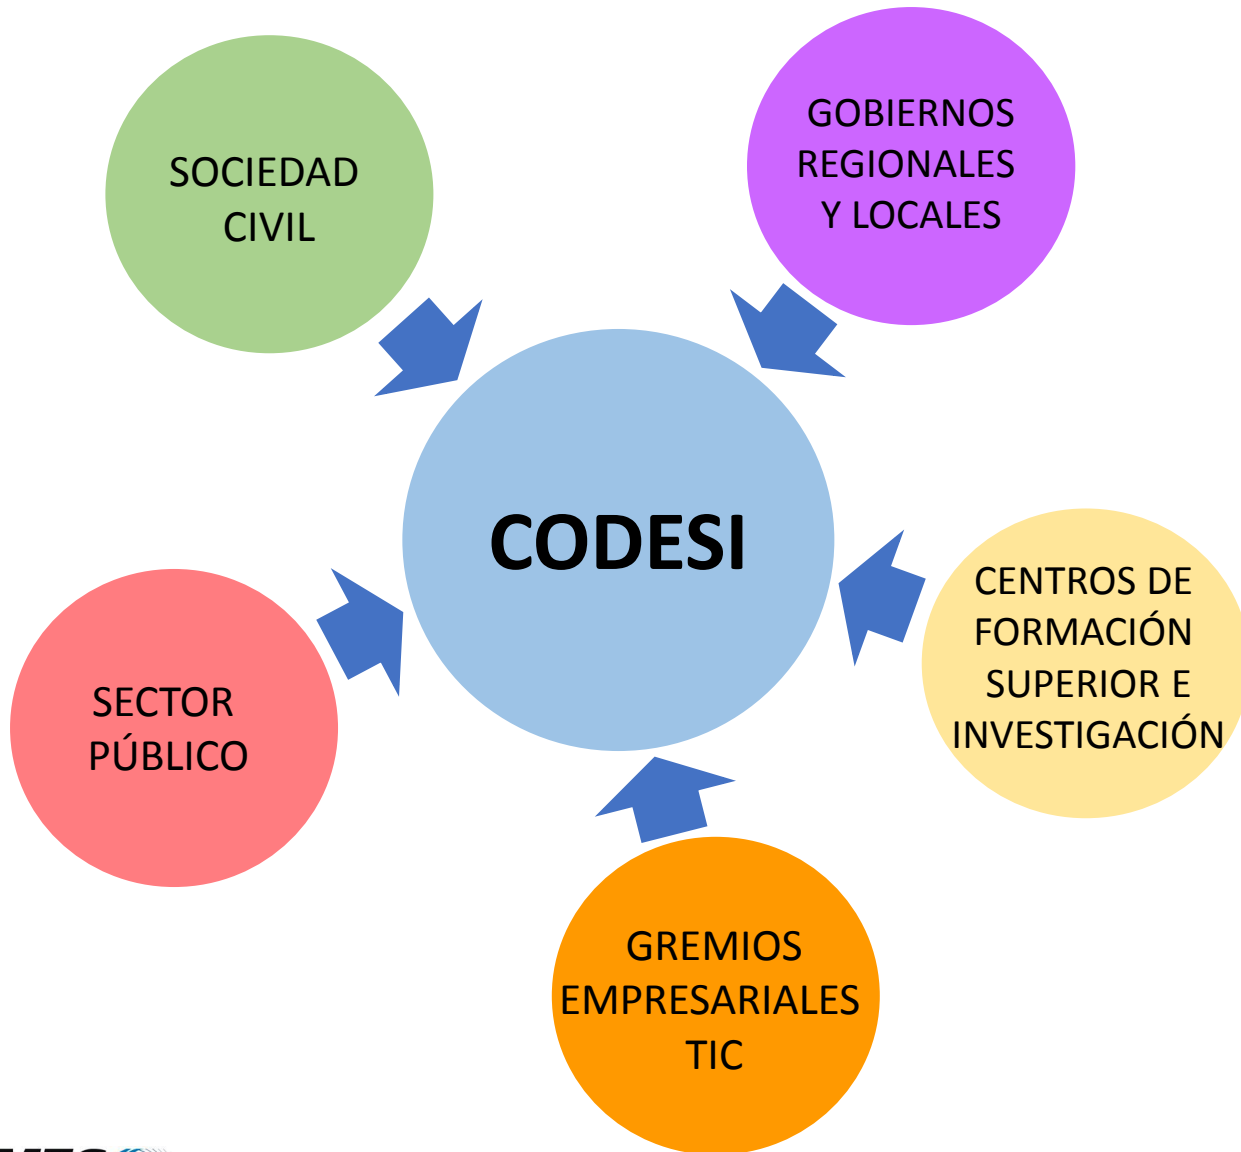 SOCIEDAD
CIVIL
GOBIERNOS
REGIONALES
Y LOCALES
CODESI
CENTROS DE
FORMACIÓN
SUPERIOR E
INVESTIGACIÓN
SECTOR
PÚBLICO
GREMIOS
EMPRESARIALES
TIC